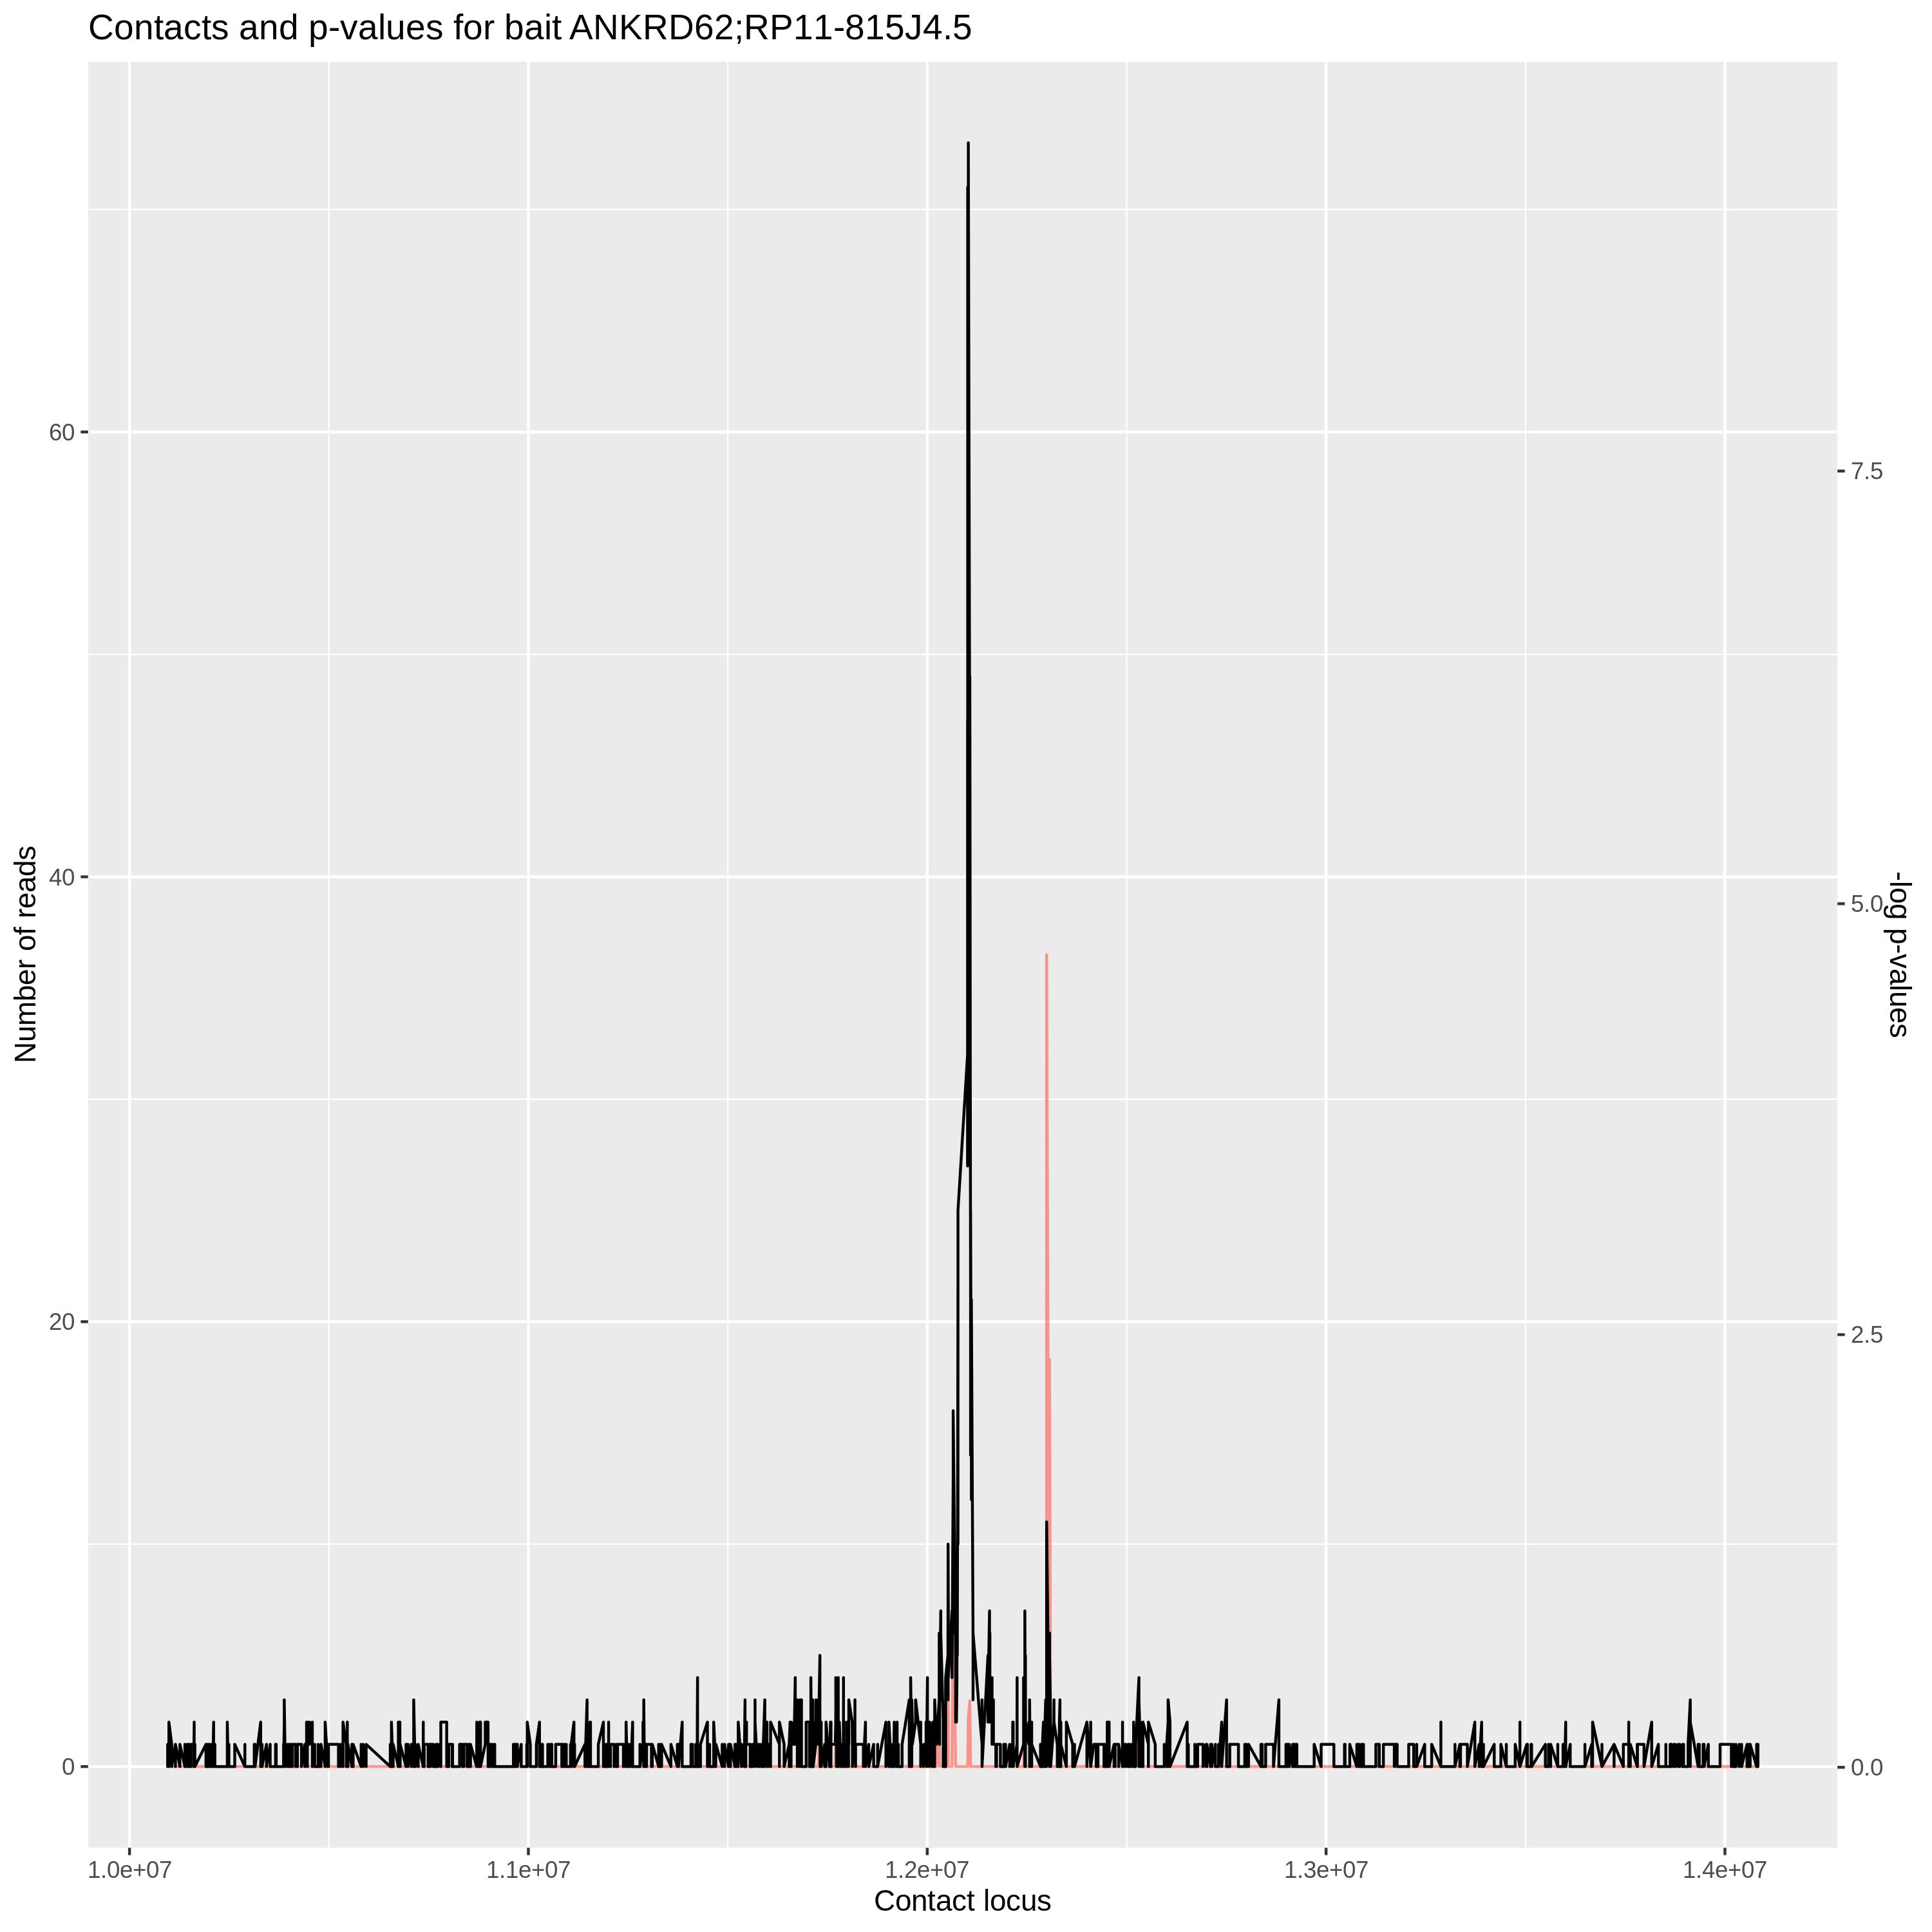 Contacts and p-values for bait ANKRD62;RP11-815J4.5
Number of reads
60
40
20
0
7.5
5.0
2.5
0.0
-log p-values
1.0e+07
1.1e+07
1.2e+07
1.3e+07
1.4e+07
Contact locus